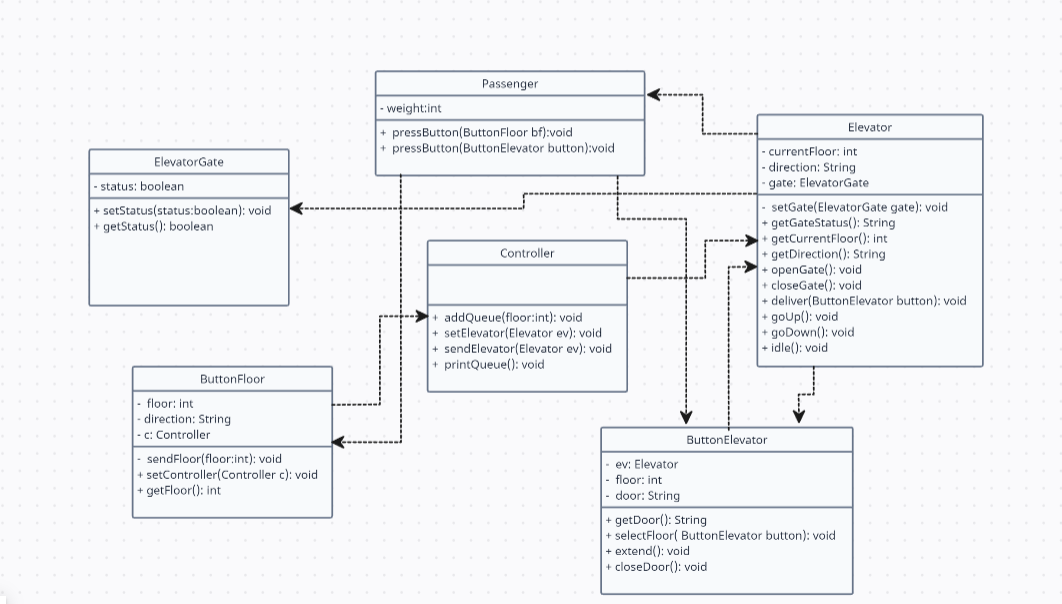 Passenger
- weight:int
+ pressButton(ButtonFloor bf):void
+ pressButton(ButtonElevator button):void
Elevator
- currentFloor: int
- direction: String
- gate: ElevatorGate
- setGate(ElevatorGate gate): void
+ getGateStatus(): String
+ getCurrentFloor(): int
+ getDirection(): String
+ openGate(): void
+ closeGate(): void
+ deliver(ButtonElevator button): void
+ goUp(): void
+ goDown(): void
+ idle(): void
ElevatorGate
- status: boolean
+ setStatus(status:boolean): void
+ getStatus(): boolean
Controller
+ addQueue(floor:int): void
+ setElevator(Elevator ev): void
+ sendElevator(Elevator ev): void
+ printQueue(): void
ButtonFloor
- floor: int
- direction: String
- c: Controller
- sendFloor(floor:int): void
+ setController(Controller c): void
+ getFloor(): int
ButtonElevator
- ev: Elevator
- floor: int
- door: String
+ getDoor(): String
+ selectFloor( ButtonElevator button): void
+ extend(): void
+ closeDoor(): void